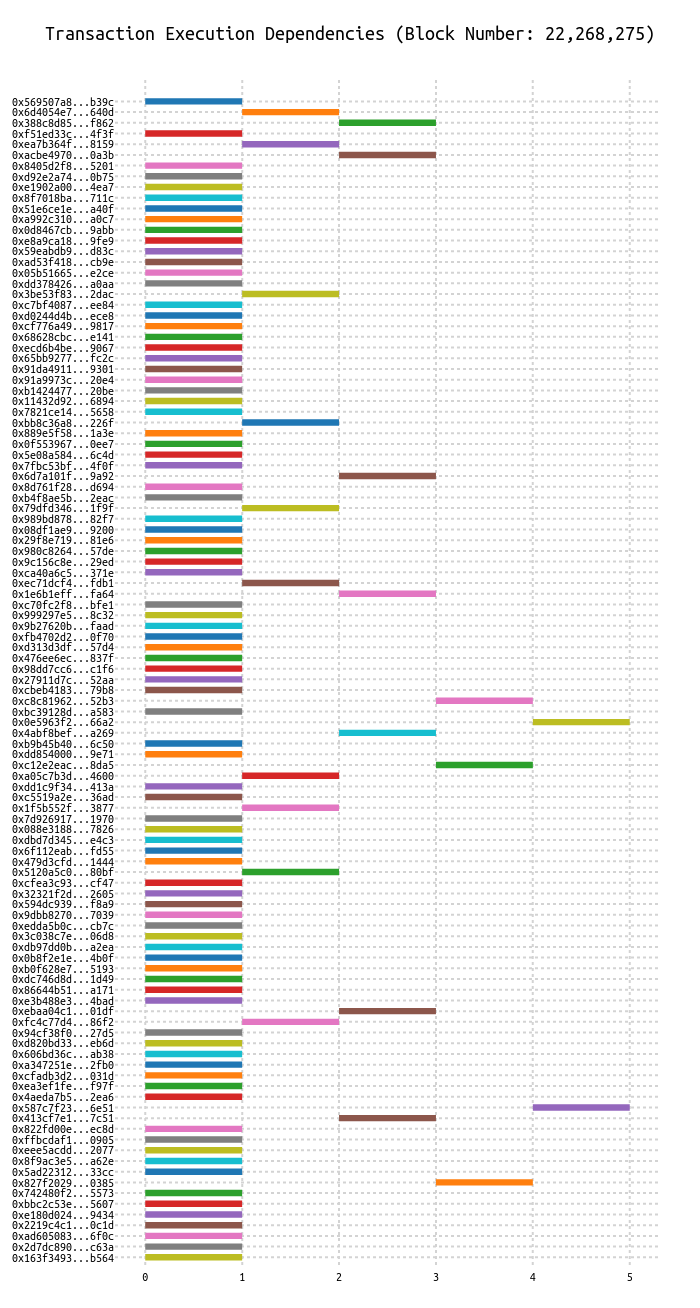 Transaction Execution Dependencies (Block Number: 22,268,275)
0x569507a8...b39c
0x6d4054e7...640d
0x388c8d85...f862
0xf51ed33c...4f3f
0xea7b364f...8159
0xacbe4970...0a3b
0x8405d2f8...5201
0xd92e2a74...0b75
0xe1902a00...4ea7
0x8f7018ba...711c
0x51e6ce1e...a40f
0xa992c310...a0c7
0x0d8467cb...9abb
0xe8a9ca18...9fe9
0x59eabdb9...d83c
0xad53f418...cb9e
0x05b51665...e2ce
0xdd378426...a0aa
0x3be53f83...2dac
0xc7bf4087...ee84
0xd0244d4b...ece8
0xcf776a49...9817
0x68628cbc...e141
0xecd6b4be...9067
0x65bb9277...fc2c
0x91da4911...9301
0x91a9973c...20e4
0xb1424477...20be
0x11432d92...6894
0x7821ce14...5658
0xbb8c36a8...226f
0x889e5f58...1a3e
0x0f553967...0ee7
0x5e08a584...6c4d
0x7fbc53bf...4f0f
0x6d7a101f...9a92
0x8d761f28...d694
0xb4f8ae5b...2eac
0x79dfd346...1f9f
0x989bd878...82f7
0x08df1ae9...9200
0x29f8e719...81e6
0x980c8264...57de
0x9c156c8e...29ed
0xca40a6c5...371e
0xec71dcf4...fdb1
0x1e6b1eff...fa64
0xc70fc2f8...bfe1
0x999297e5...8c32
0x9b27620b...faad
0xfb4702d2...0f70
0xd313d3df...57d4
0x476ee6ec...837f
0x98dd7cc6...c1f6
0x27911d7c...52aa
0xcbeb4183...79b8
0xc8c81962...52b3
0xbc39128d...a583
0x0e5963f2...66a2
0x4abf8bef...a269
0xb9b45b40...6c50
0xdd854000...9e71
0xc12e2eac...8da5
0xa05c7b3d...4600
0xdd1c9f34...413a
0xc5519a2e...36ad
0x1f5b552f...3877
0x7d926917...1970
0x088e3188...7826
0xdbd7d345...e4c3
0x6f112eab...fd55
0x479d3cfd...1444
0x5120a5c0...80bf
0xcfea3c93...cf47
0x32321f2d...2605
0x594dc939...f8a9
0x9dbb8270...7039
0xedda5b0c...cb7c
0x3c038c7e...06d8
0xdb97dd0b...a2ea
0x0b8f2e1e...4b0f
0xb0f628e7...5193
0xdc746d8d...1d49
0x86644b51...a171
0xe3b488e3...4bad
0xebaa04c1...01df
0xfc4c77d4...86f2
0x94cf38f0...27d5
0xd820bd33...eb6d
0x606bd36c...ab38
0xa347251e...2fb0
0xcfadb3d2...031d
0xea3ef1fe...f97f
0x4aeda7b5...2ea6
0x587c7f23...6e51
0x413cf7e1...7c51
0x822fd00e...ec8d
0xffbcdaf1...0905
0xeee5acdd...2077
0x8f9ac3e5...a62e
0x5ad22312...33cc
0x827f2029...0385
0x742480f2...5573
0xbbc2c53e...5607
0xe180d024...9434
0x2219c4c1...0c1d
0xad605083...6f0c
0x2d7dc890...c63a
0x163f3493...b564
0 1 2 3 4 5